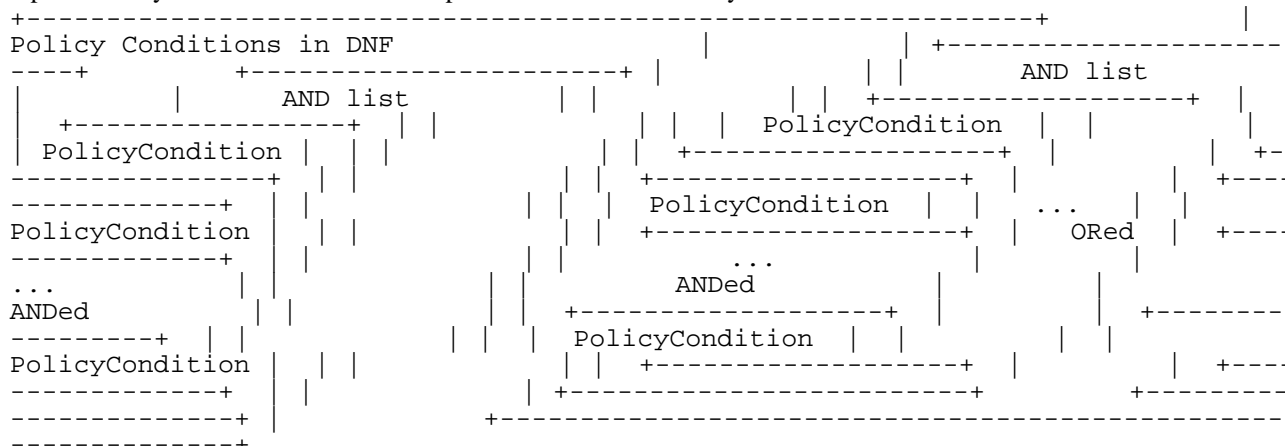 +---------------------------------------------------------------+ |
Policy Conditions in DNF | | +---------------------
----+ +-----------------------+ | | | AND list
| | AND list | | | | +-------------------+ |
| +-----------------+ | | | | | PolicyCondition | | |
| PolicyCondition | | | | | +-------------------+ | | +-
----------------+ | | | | +-------------------+ | | +----
-------------+ | | | | | PolicyCondition | | ... | |
PolicyCondition | | | | | +-------------------+ | ORed | +----
-------------+ | | | | ... | |
... | | | | ANDed | |
ANDed | | | | +-------------------+ | | +--------
---------+ | | | | | PolicyCondition | | | |
PolicyCondition | | | | | +-------------------+ | | +----
-------------+ | | | +-------------------------+ +---------
--------------+ | +-------------------------------------------------
--------------+